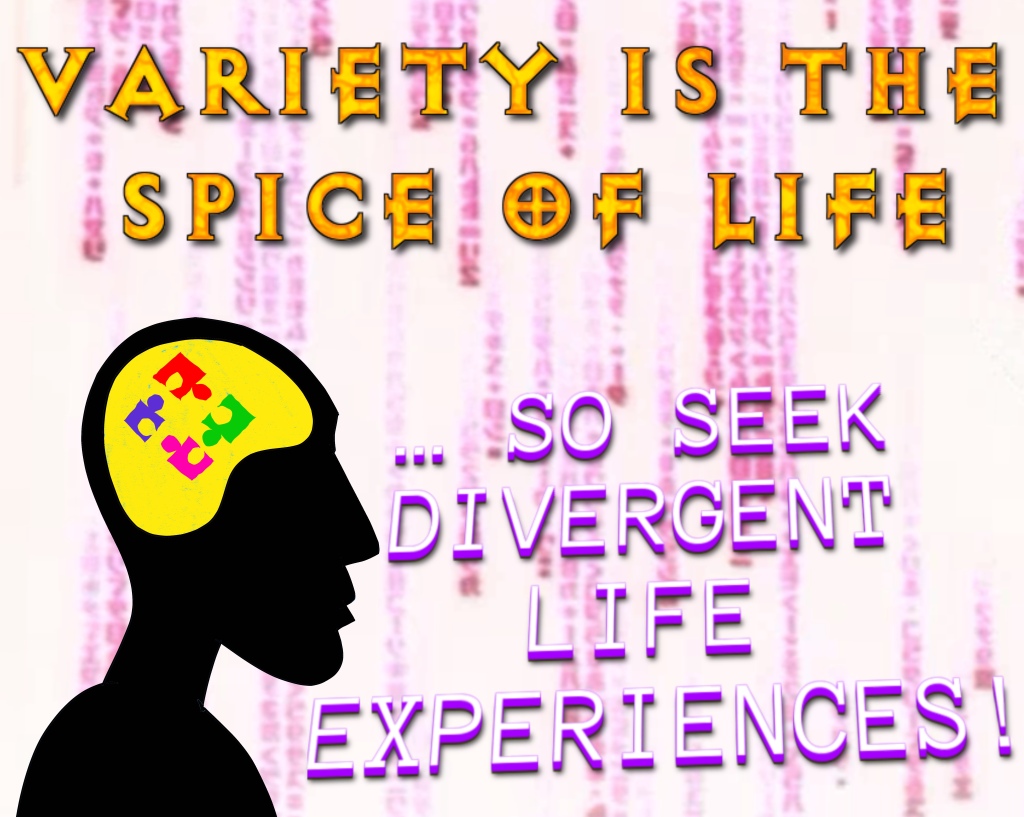 VARIETY IS THE
SPICE OF LIFE
... SO SEEK
DIVERGENT
LIFE
EXPERIENCES!